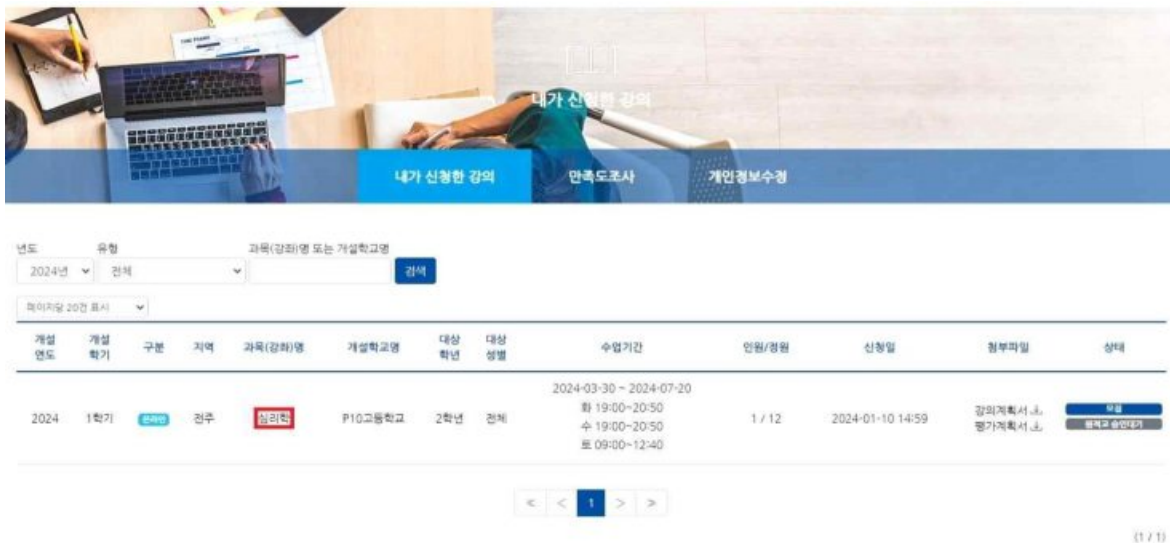 내가 신청한 강의
내가 신청한 강의 만족도조사 개인정보수정
년도 유형 과목(강좌)명 또는 개설학교명
2024년 전체 검색
페이지당 20건 표시
개설연도 개설학기 구분 지역 과목(강좌)명 개설학교명 대상학년 대상성별 수업기간 인원/정원 신청일 첨부파일 상태
2024-03-30 ~ 2024-07-20
화 19:00~20:50
수 19:00~20:50
토 09:00~12:40
2024 1학기 온라인 전주 심리학 P10고등학교 2학년 전체 1 / 12 2024-01-10 14:59
강의계획서 모집
평가계획서 원적교 승인대기
« < 1 > »
(1 / 1)